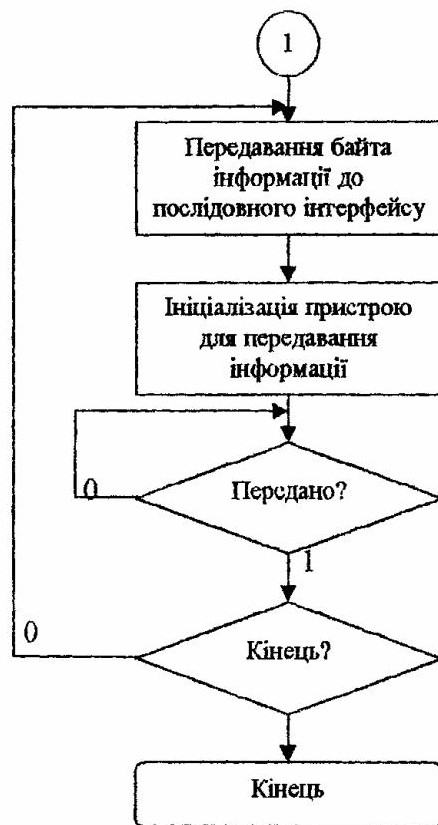 1
Передавання байта
інформації до
послідовного інтерфейсу
Ініціалізація пристрою
для передавання
інформації
Передано?
0
1
Кінець?
0
Кінець